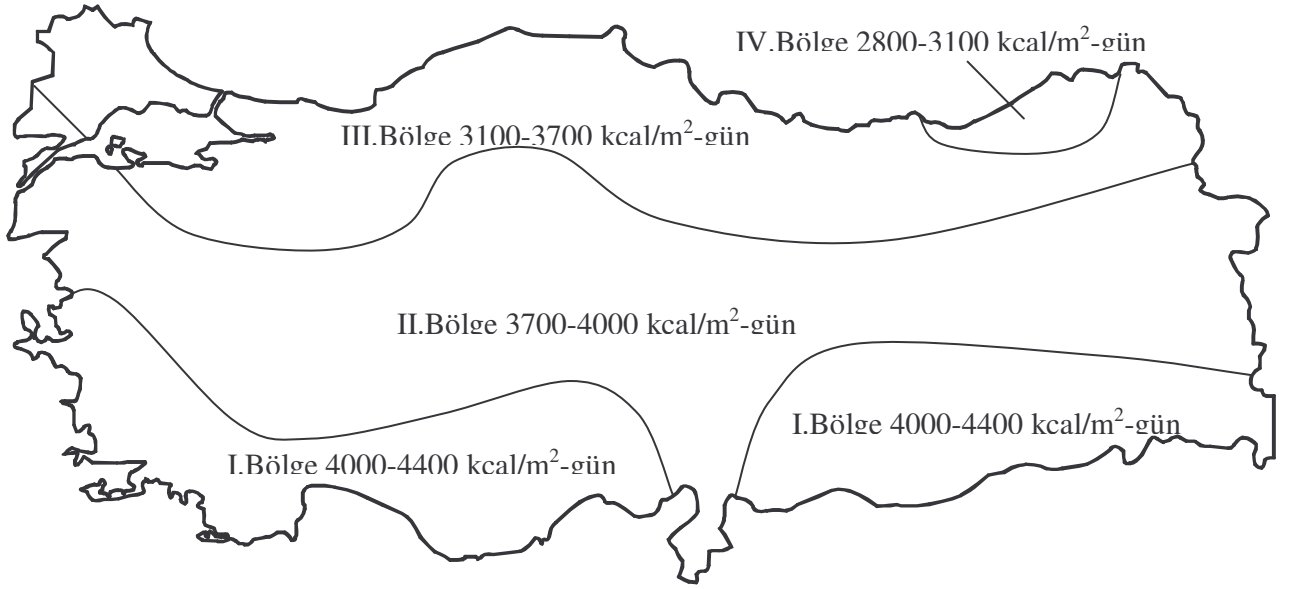 IV.Bölge 2800-3100 kcal/m²-gün
III.Bölge 3100-3700 kcal/m²-gün
II.Bölge 3700-4000 kcal/m²-gün
I.Bölge 4000-4400 kcal/m²-gün
I.Bölge 4000-4400 kcal/m²-gün